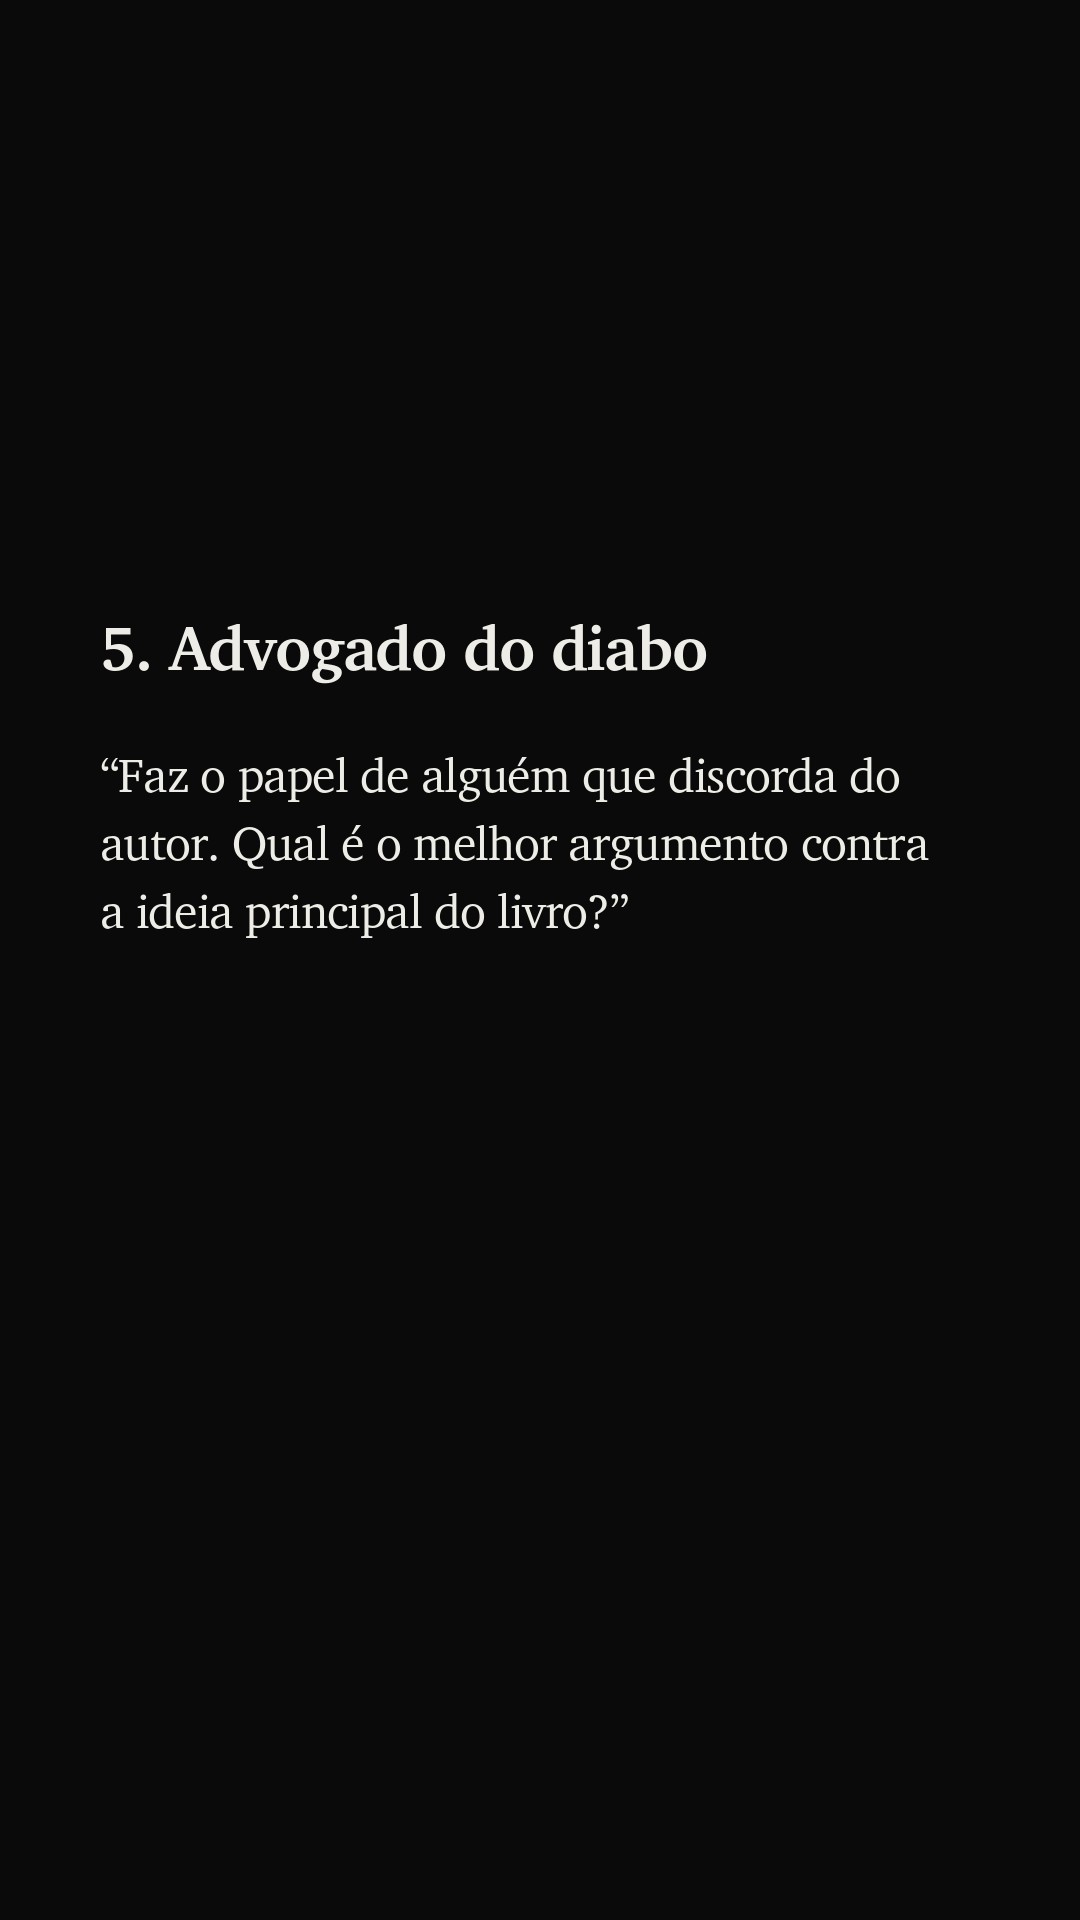 5. Advogado do diabo
“Faz o papel de alguém que discorda do
autor. Qual é o melhor argumento contra
a ideia principal do livro?”